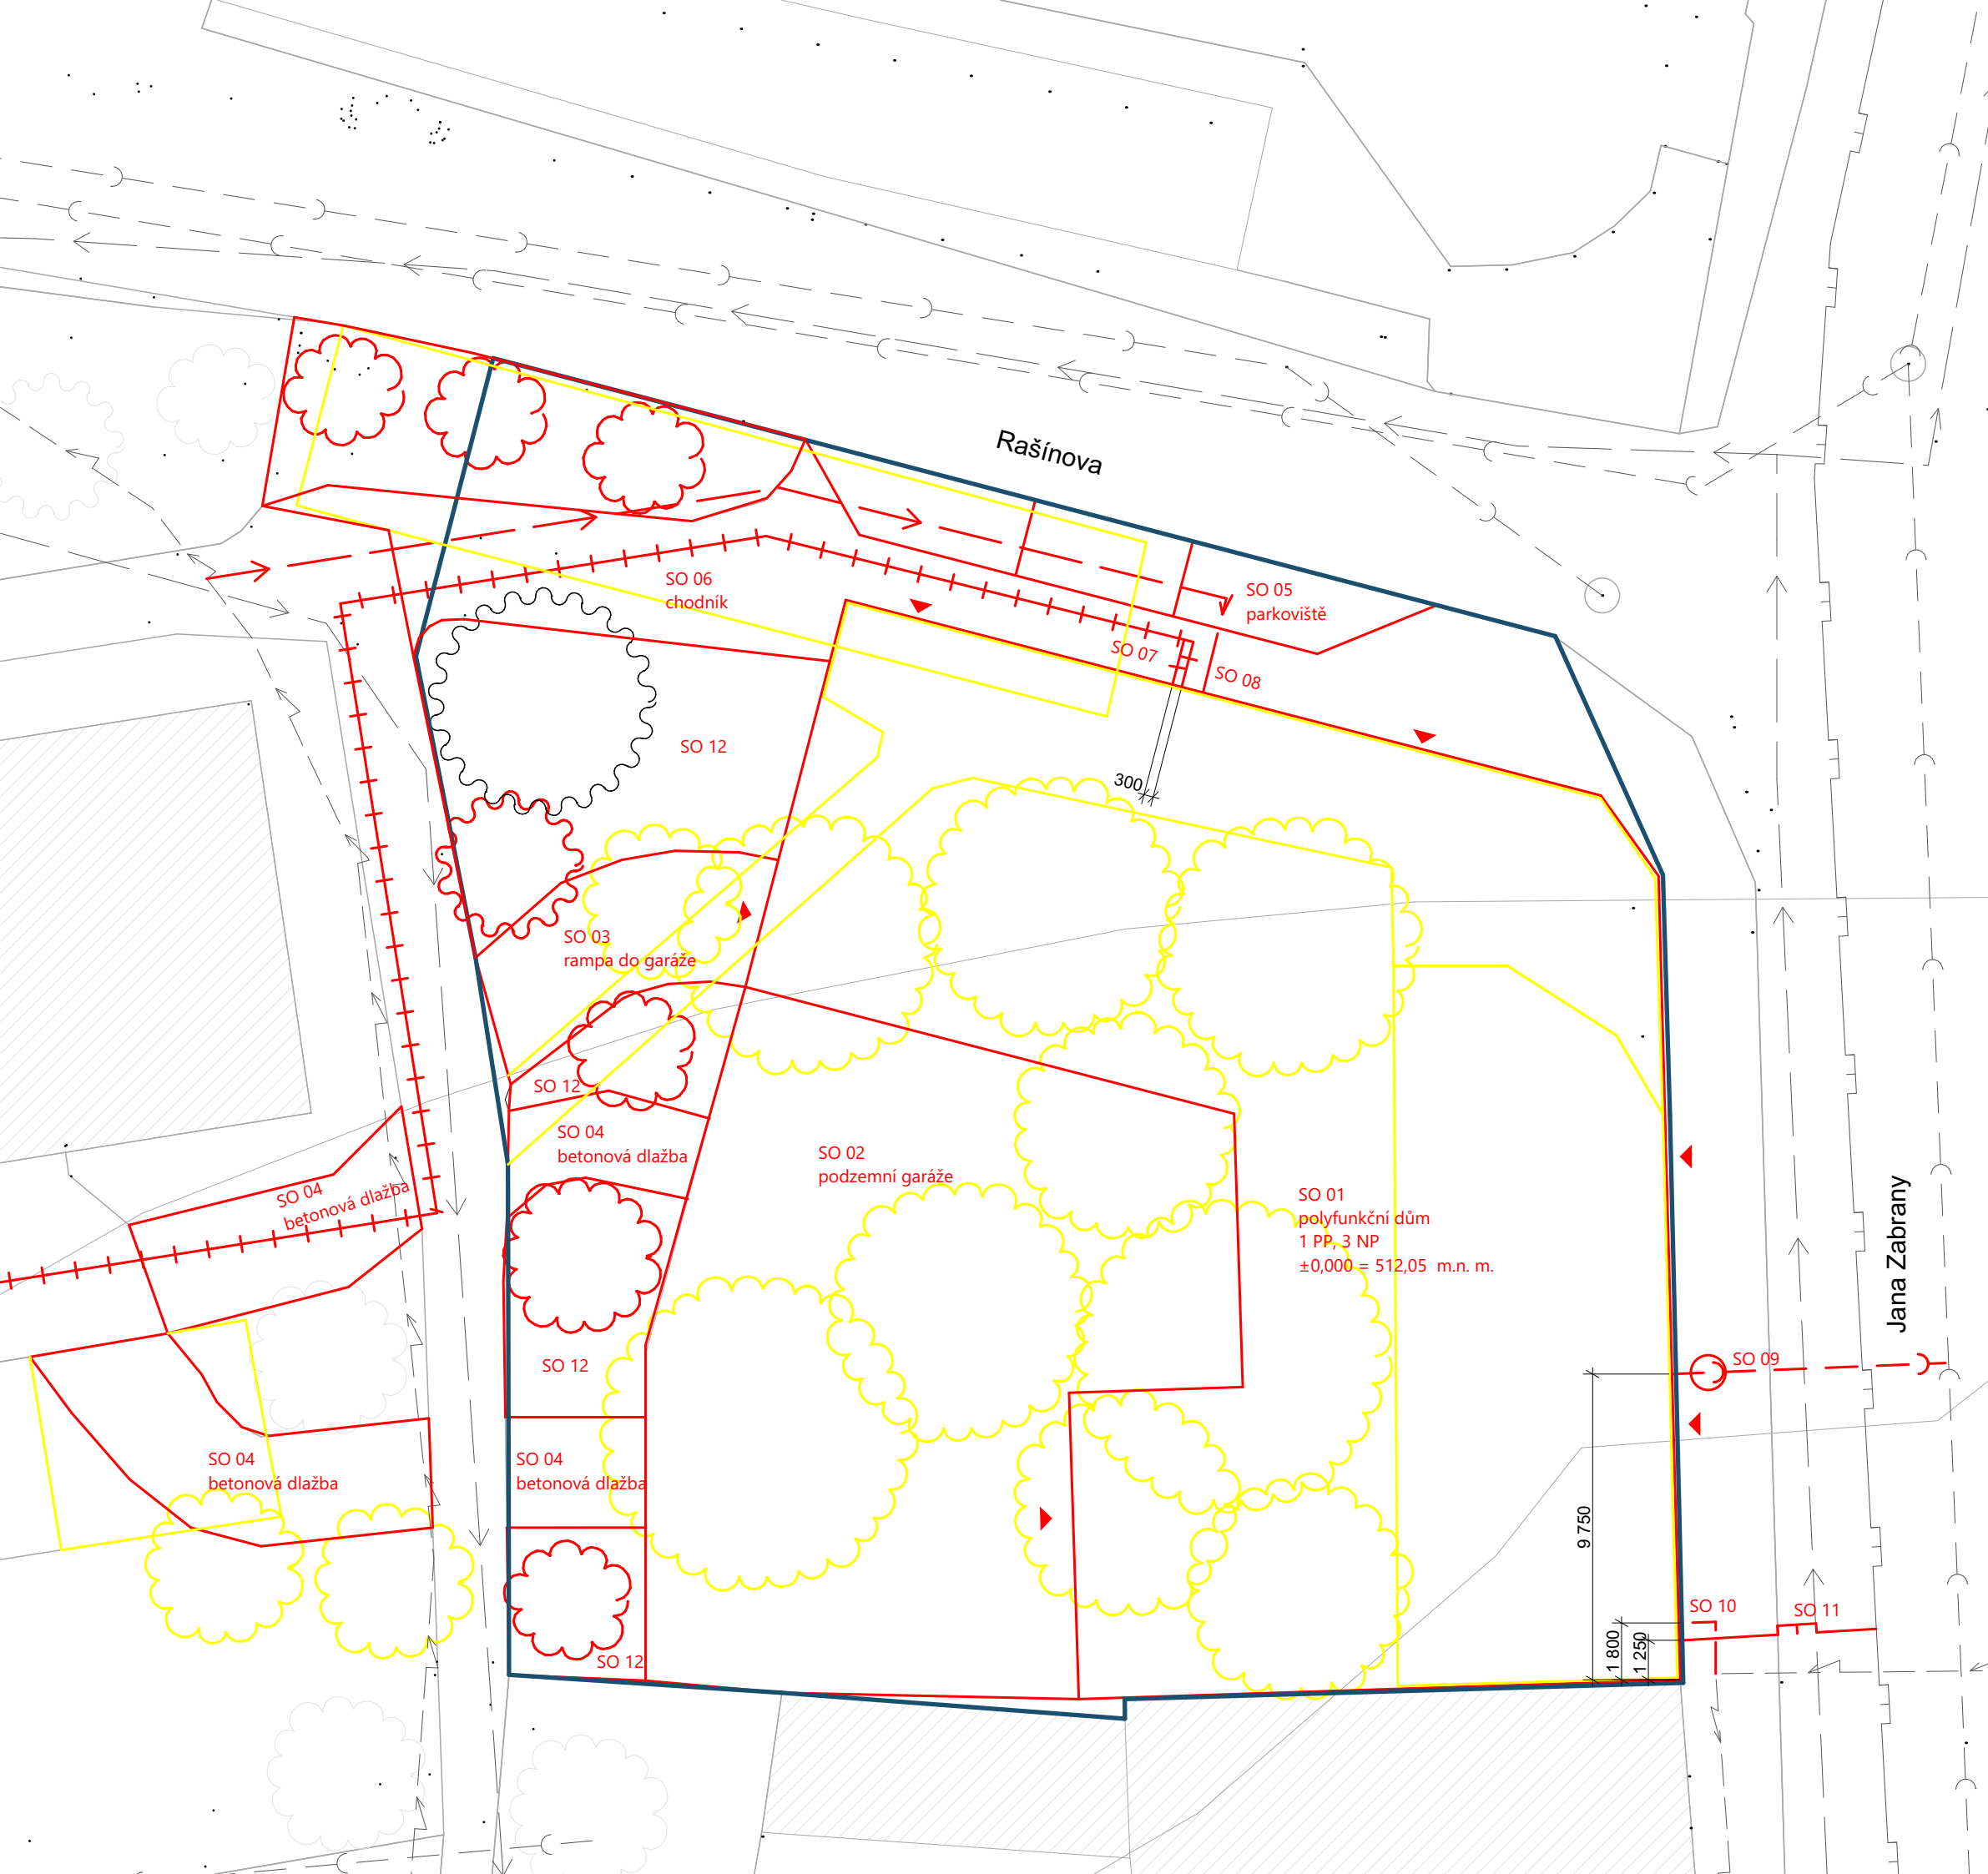 Rašínova
SO 06
chodník
SO 05
parkoviště
SO 07
SO 08
SO 12
300
SO 03
rampa do garáže
SO 12
SO 04
betonová dlažba
SO 02
podzemní garáže
SO 04
betonová dlažba
SO 01
polyfunkční dům
1 PP, 3 NP
±0,000 = 512,05 m.n. m.
Jana Zabrany
SO 09
SO 12
SO 04
betonová dlažba
SO 04
betonová dlažba
9 750
SO 10
SO 11
1 800
1 250
SO 12